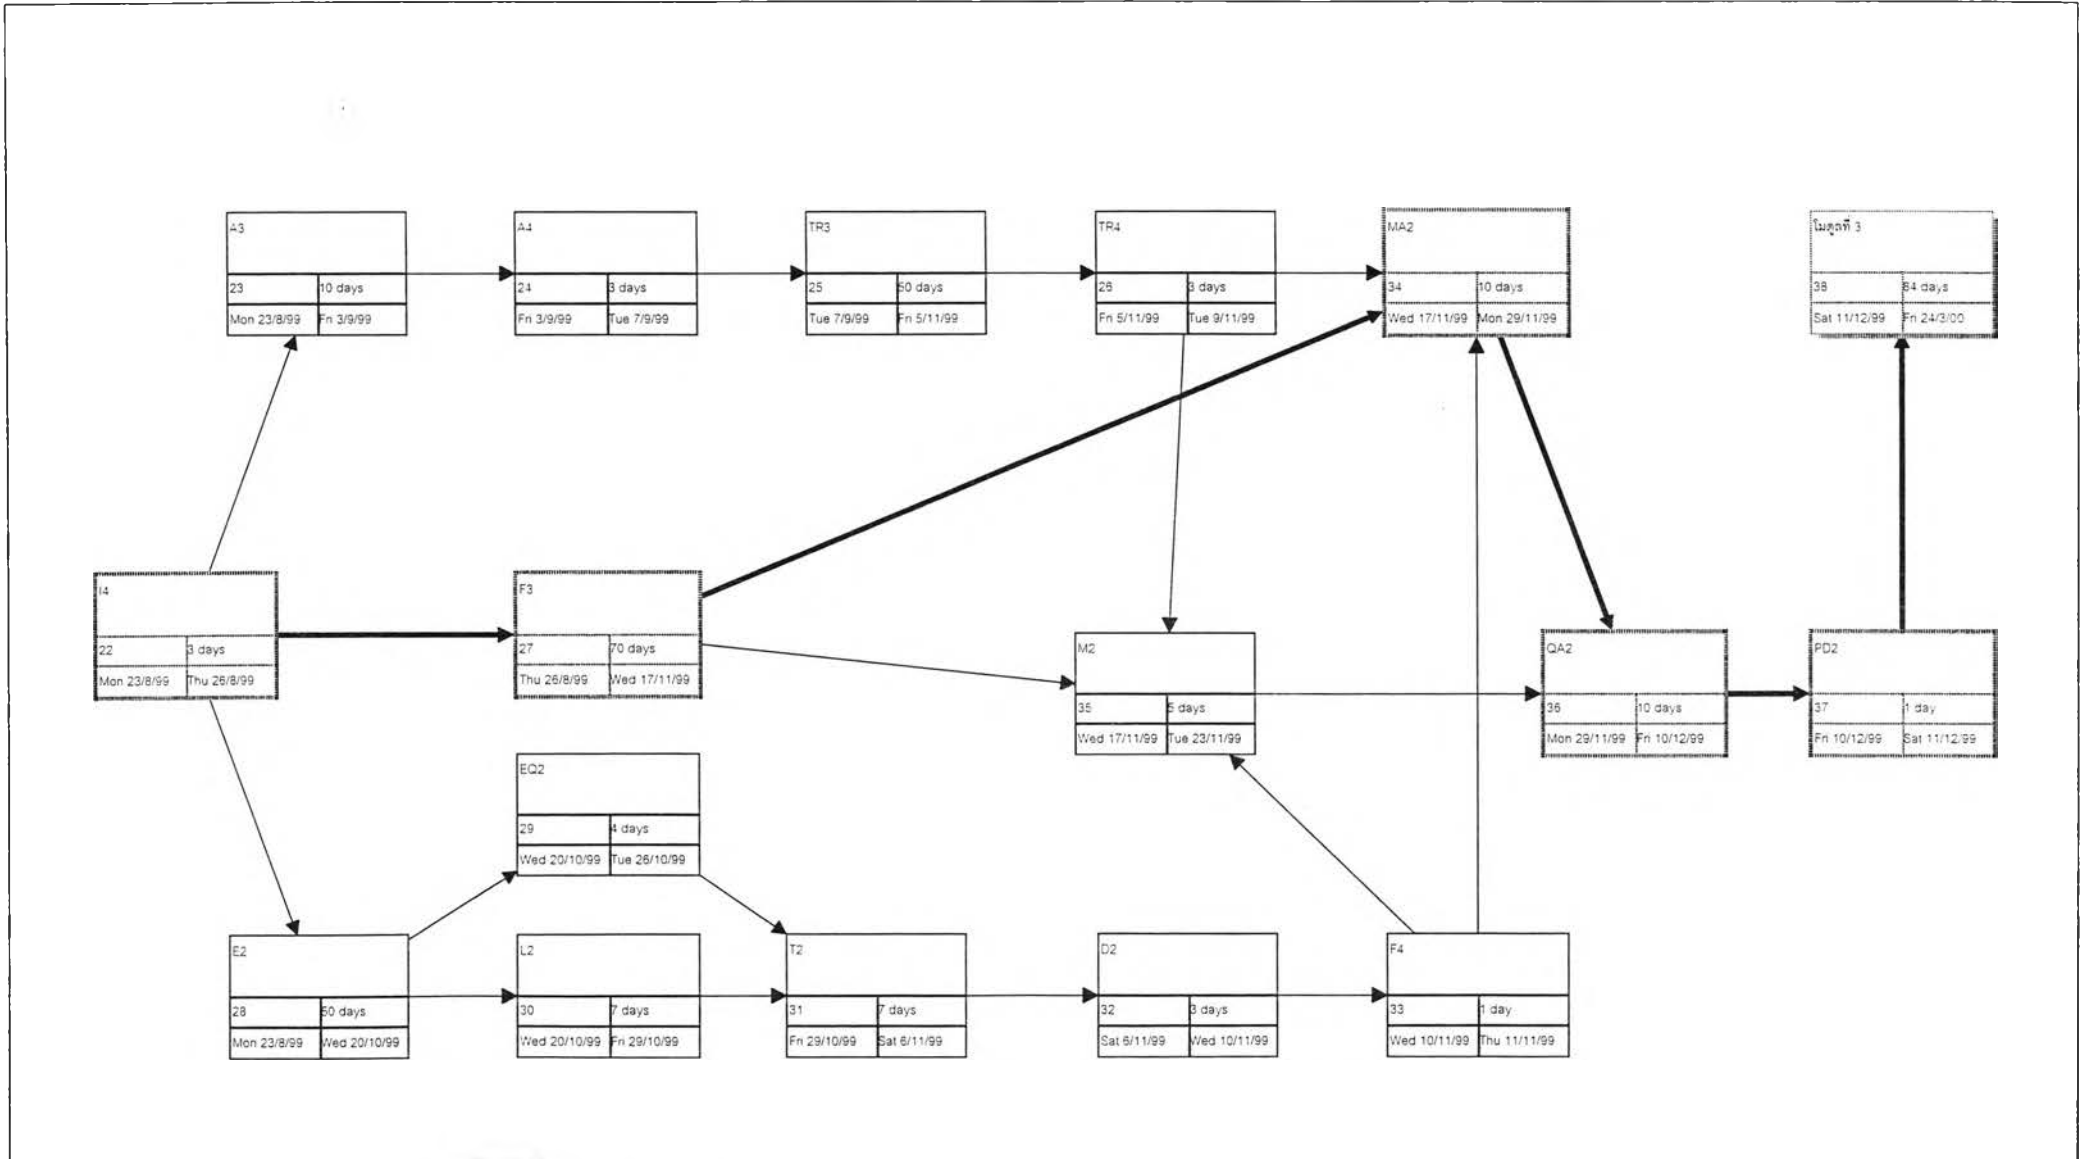 A3
23 10 days
Mon 23/8/99 Fri 3/9/99
A4
24 3 days
Fri 3/9/99 Tue 7/9/99
TR3
25 50 days
Tue 7/9/99 Fri 5/11/99
TR4
26 3 days
Fri 5/11/99 Tue 9/11/99
MA2
34 10 days
Wed 17/11/99 Mon 29/11/99
โมดูลที่ 3
38 84 days
Sat 11/12/99 Fri 24/3/00
I4
22 3 days
Mon 23/8/99 Thu 26/8/99
F3
27 70 days
Thu 26/8/99 Wed 17/11/99
M2
35 5 days
Wed 17/11/99 Tue 23/11/99
QA2
36 10 days
Mon 29/11/99 Fri 10/12/99
PD2
37 1 day
Fri 10/12/99 Sat 11/12/99
EQ2
29 4 days
Wed 20/10/99 Tue 26/10/99
E2
28 50 days
Mon 23/8/99 Wed 20/10/99
L2
30 7 days
Wed 20/10/99 Fri 29/10/99
T2
31 7 days
Fri 29/10/99 Sat 6/11/99
D2
32 3 days
Sat 6/11/99 Wed 10/11/99
F4
33 1 day
Wed 10/11/99 Thu 11/11/99